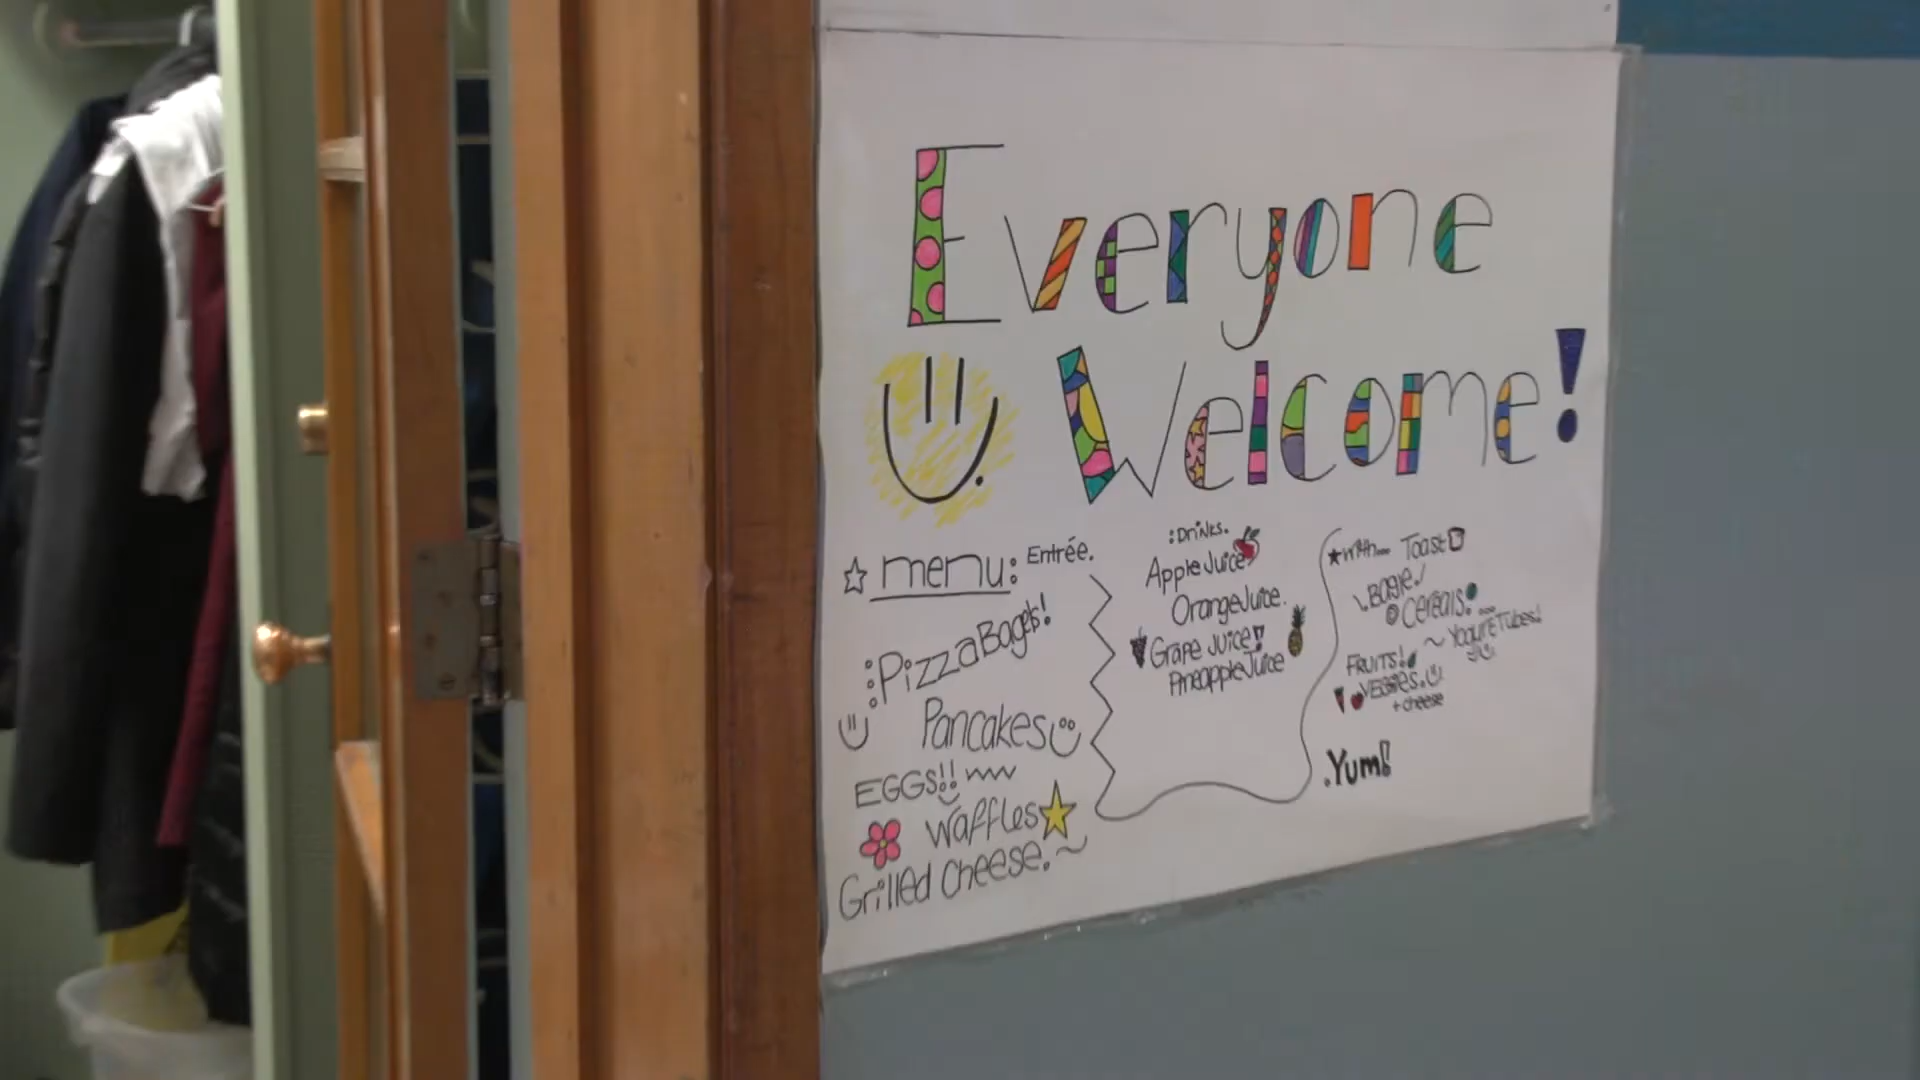 Everyone
Welcome!
menu: Entrée.
:Pizza Bagels!
Pancakes
EGGS!!
Waffles
Grilled Cheese.~
:Drinks.
Apple Juice
Orange Juice.
Grape Juice!
Pineapple Juice
with... Toast
Bagel
Cereals.
~ Yogurt Tubes!
FRUITS!
VEGGIES.
+cheese
.Yum!